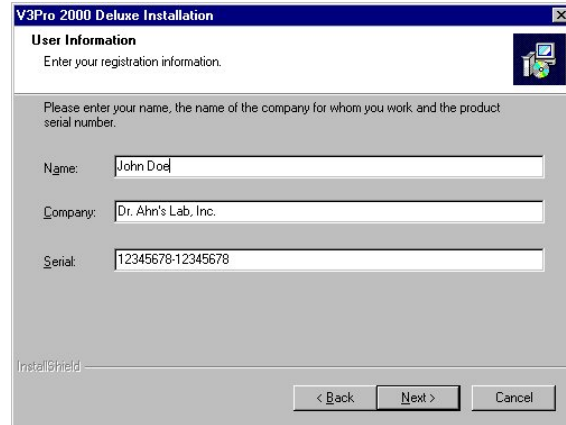 V3Pro 2000 Deluxe Installation
User Information
Enter your registration information.
Please enter your name, the name of the company for whom you work and the product
serial number.
Name: John Doe
Company: Dr. Ahn's Lab, Inc.
Serial: 12345678-12345678
InstallShield
< Back Next > Cancel